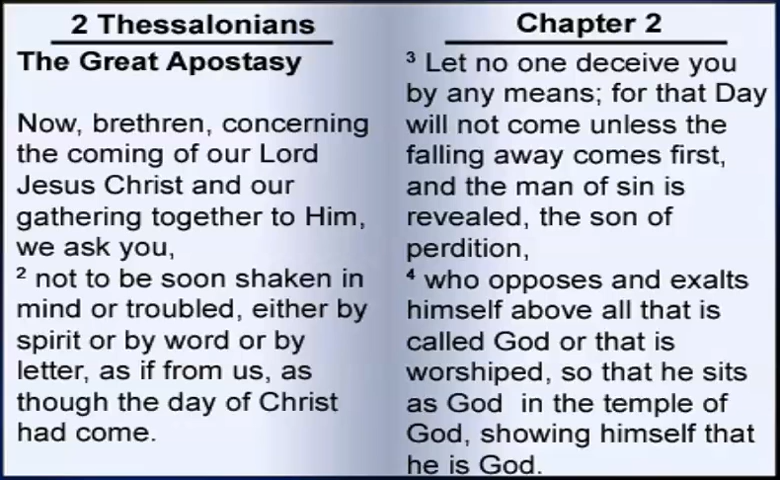 2 Thessalonians
The Great Apostasy
Now, brethren, concerning
the coming of our Lord
Jesus Christ and our
gathering together to Him,
we ask you,
² not to be soon shaken in
mind or troubled, either by
spirit or by word or by
letter, as if from us, as
though the day of Christ
had come.
Chapter 2
³ Let no one deceive you
by any means; for that Day
will not come unless the
falling away comes first,
and the man of sin is
revealed, the son of
perdition,
⁴ who opposes and exalts
himself above all that is
called God or that is
worshiped, so that he sits
as God in the temple of
God, showing himself that
he is God.